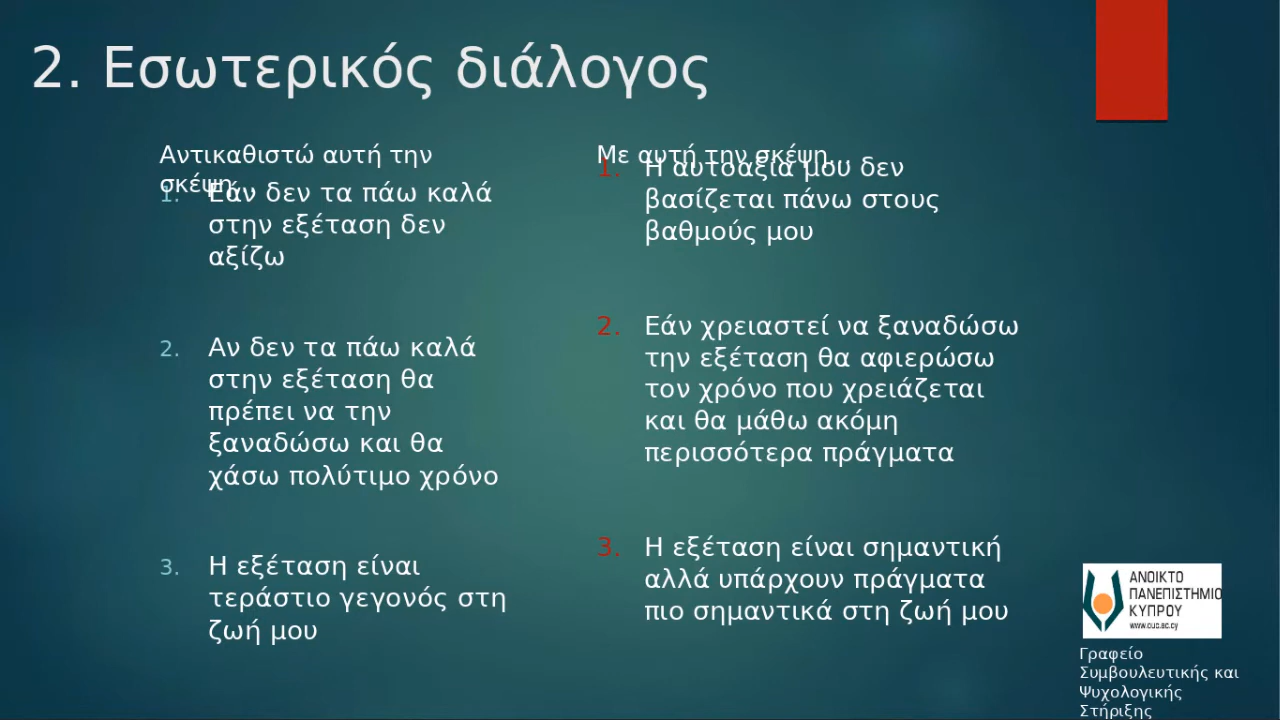 2. Εσωτερικός διάλογος
Αντικαθιστώ αυτή την
σκέψη...
1. Εάν δεν τα πάω καλά
στην εξέταση δεν
αξίζω
2. Αν δεν τα πάω καλά
στην εξέταση θα
πρέπει να την
ξαναδώσω και θα
χάσω πολύτιμο χρόνο
3. Η εξέταση είναι
τεράστιο γεγονός στη
ζωή μου
Με αυτή την σκέψη...
1. Η αυτοαξία μου δεν
βασίζεται πάνω στους
βαθμούς μου
2. Εάν χρειαστεί να ξαναδώσω
την εξέταση θα αφιερώσω
τον χρόνο που χρειάζεται
και θα μάθω ακόμη
περισσότερα πράγματα
3. Η εξέταση είναι σημαντική
αλλά υπάρχουν πράγματα
πιο σημαντικά στη ζωή μου
ΑΝΟΙΚΤΟ
ΠΑΝΕΠΙΣΤΗΜΙΟ
ΚΥΠΡΟΥ
www.ouc.ac.cy
Γραφείο
Συμβουλευτικής και
Ψυχολογικής
Στήριξης